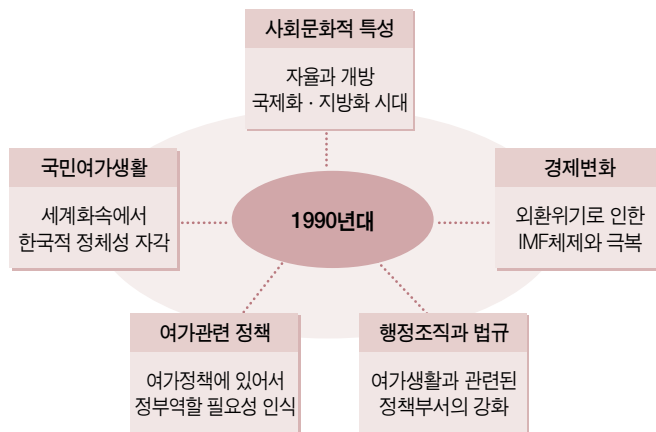 사회문화적 특성
자율과 개방
국제화 · 지방화 시대
국민여가생활
세계화속에서
한국적 정체성 자각
1990년대
경제변화
외환위기로 인한
IMF체제와 극복
여가관련 정책
여가정책에 있어서
정부역할 필요성 인식
행정조직과 법규
여가생활과 관련된
정책부서의 강화